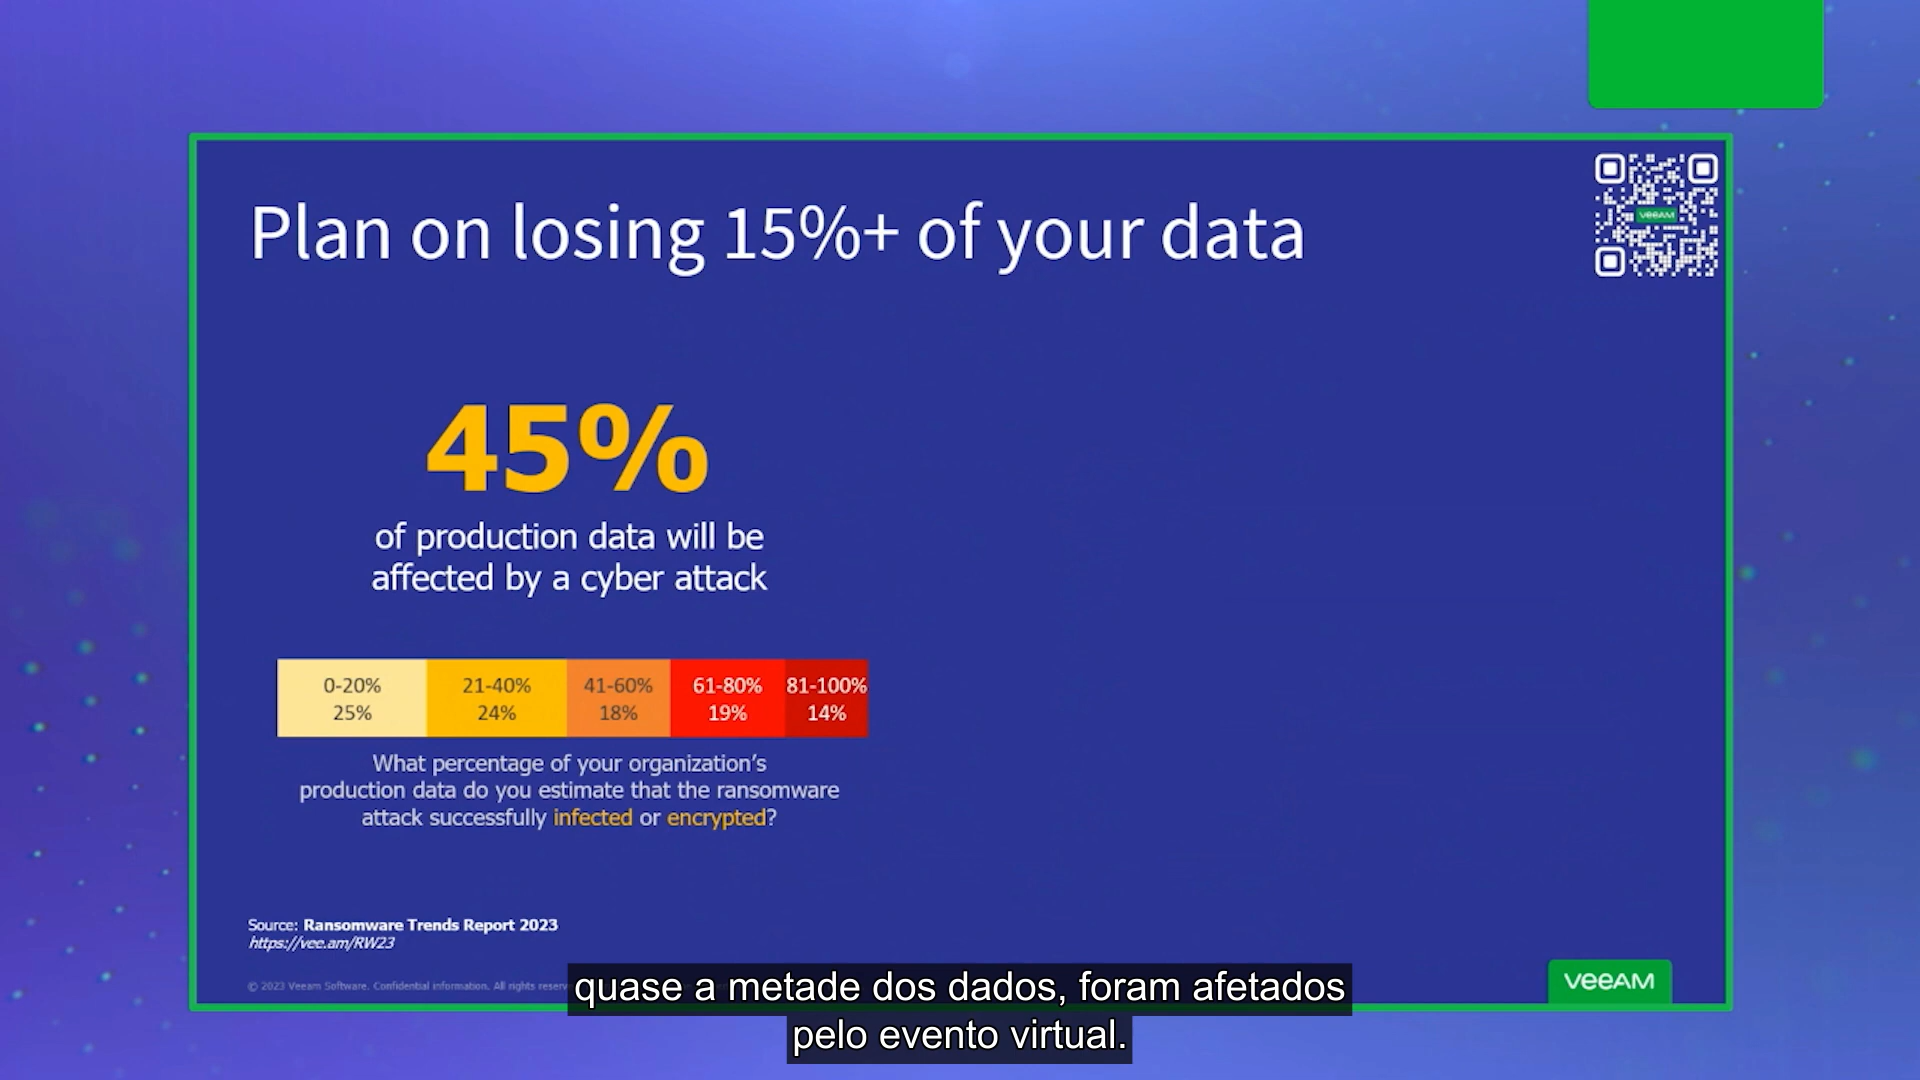 Plan on losing 15%+ of your data
VeeAM
45%
of production data will be
affected by a cyber attack
0-20% 21-40% 41-60% 61-80% 81-100%
25% 24% 18% 19% 14%
What percentage of your organization's
production data do you estimate that the ransomware
attack successfully infected or encrypted?
Source: Ransomware Trends Report 2023
https://vee.am/RW23
© 2023 Veeam Software. Confidential information. All rights
quase a metade dos dados, foram afetados
pelo evento virtual.
VeeAM